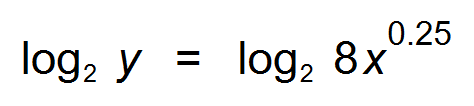 log₂ y = log₂ 8x^0.25